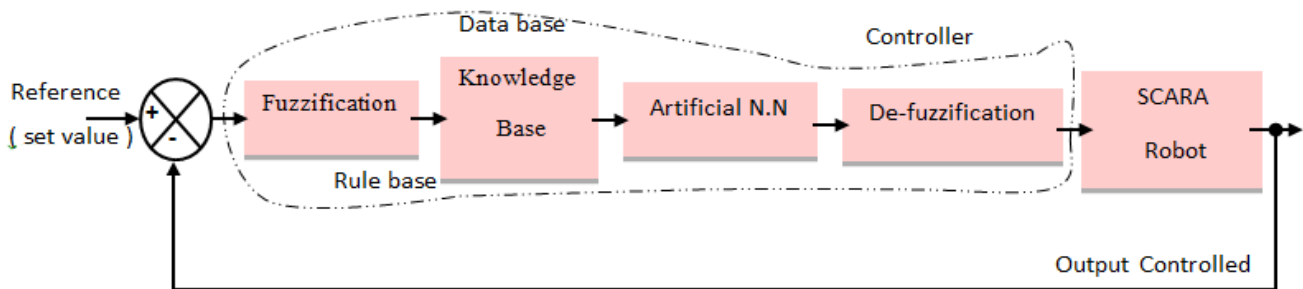 Data base
Controller
Reference
( set value )
+
-
Fuzzification
Knowledge
Base
Artificial N.N
De-fuzzification
SCARA
Robot
Rule base
Output Controlled